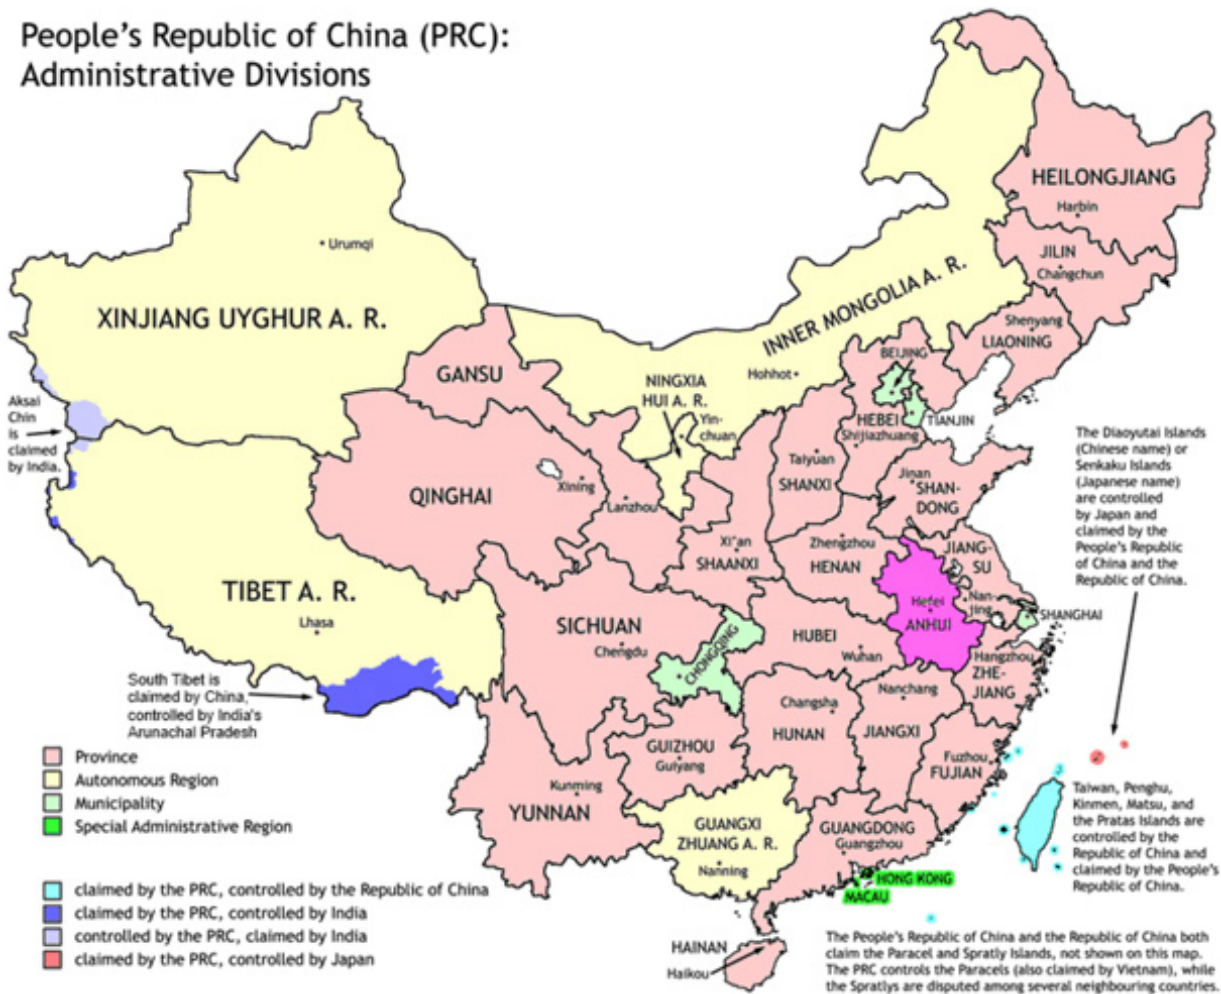 People's Republic of China (PRC):
Administrative Divisions
HEILONGJIANG
Harbin
JILIN
Changchun
Urumqi
XINJIANG UYGHUR A. R.
INNER MONGOLIA A. R.
Hohhot
Shenyang
LIAONING
BEIJING
GANSU
NINGXIA
HUI A. R.
Yin-
chuan
HEBEI
TIANJIN
Shijiazhuang
Aksai
Chin
is
claimed
by India.
Taiyuan
SHANXI
Jinan
SHAN-
DONG
The Diaoyutai Islands
(Chinese name) or
Senkaku Islands
(Japanese name)
are controlled
by Japan and
claimed by the
People's Republic
of China and the
Republic of China.
QINGHAI
Xining
Lanzhou
Xi'an
SHAANXI
Zhengzhou
HENAN
JIANG-
SU
Nan-
jing
Hefei
ANHUI
SHANGHAI
TIBET A. R.
Lhasa
SICHUAN
Chengdu
CHONGQING
HUBEI
Wuhan
Hangzhou
ZHE-
JIANG
South Tibet is
claimed by China,
controlled by India's
Arunachal Pradesh
Changsha
HUNAN
Nanchang
JIANGXI
GUIZHOU
Guiyang
Fuzhou
FUJIAN
Kunming
YUNNAN
GUANGXI
ZHUANG A. R.
Nanning
GUANGDONG
Guangzhou
HONG KONG
MACAU
HAINAN
Haikou
Taiwan, Penghu,
Kinmen, Matsu, and
the Pratas Islands are
controlled by the
Republic of China and
claimed by the People's
Republic of China.
Province
Autonomous Region
Municipality
Special Administrative Region
claimed by the PRC, controlled by the Republic of China
claimed by the PRC, controlled by India
controlled by the PRC, claimed by India
claimed by the PRC, controlled by Japan
The People's Republic of China and the Republic of China both
claim the Paracel and Spratly Islands, not shown on this map.
The PRC controls the Paracels (also claimed by Vietnam), while
the Spratlys are disputed among several neighbouring countries.